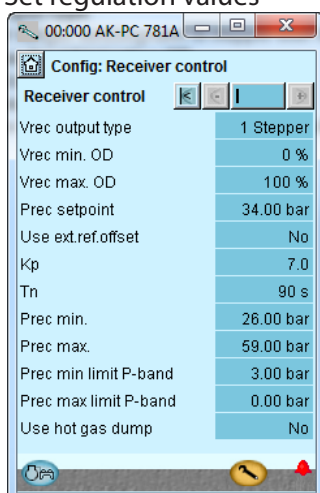 Set regulation values
00:000 AK-PC 781A
Config: Receiver control
Receiver control
Vrec output type 1 Stepper
Vrec min. OD 0 %
Vrec max. OD 100 %
Prec setpoint 34.00 bar
Use ext.ref.offset No
Kp 7.0
Tn 90 s
Prec min. 26.00 bar
Prec max. 59.00 bar
Prec min limit P-band 3.00 bar
Prec max limit P-band 0.00 bar
Use hot gas dump No